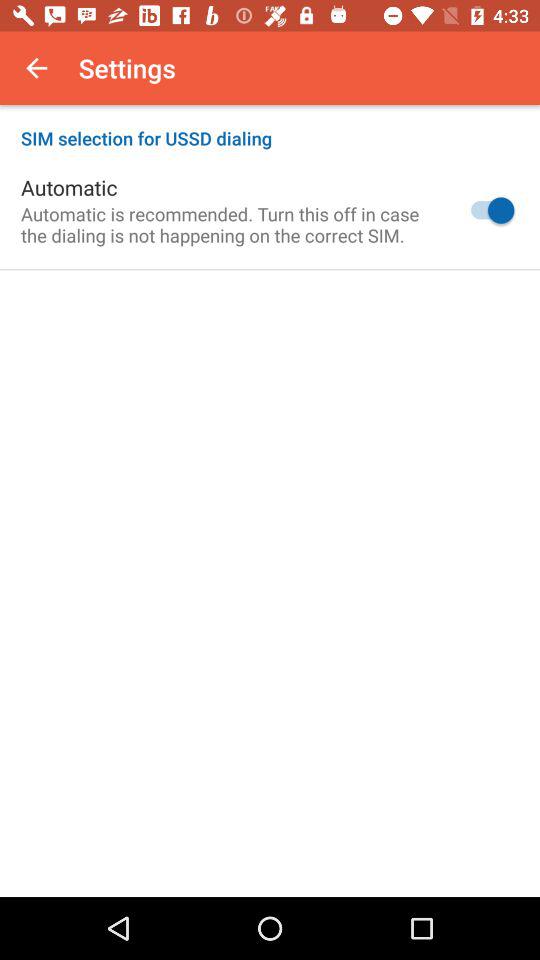 4:33
Settings
SIM selection for USSD dialing
Automatic
Automatic is recommended. Turn this off in case
the dialing is not happening on the correct SIM.